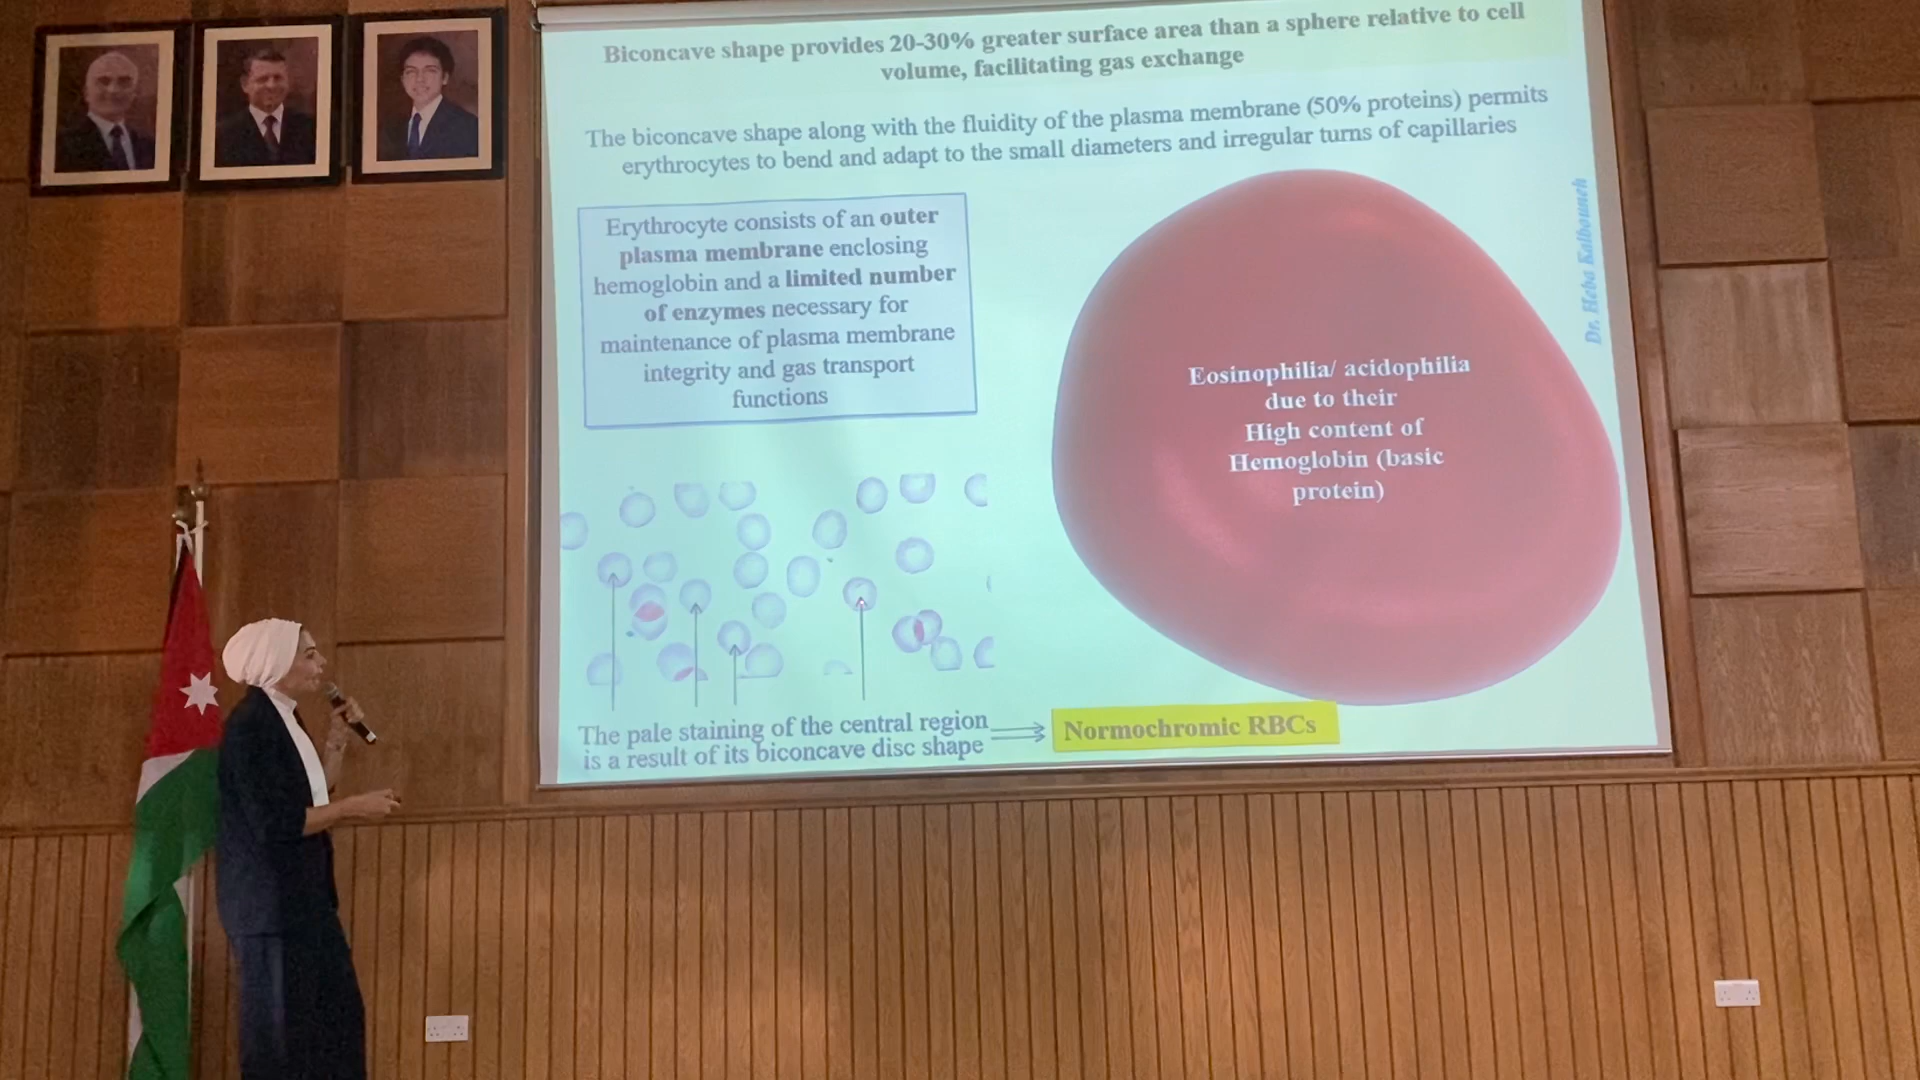 Biconcave shape provides 20-30% greater surface area than a sphere relative to cell
volume, facilitating gas exchange
The biconcave shape along with the fluidity of the plasma membrane (50% proteins) permits
erythrocytes to bend and adapt to the small diameters and irregular turns of capillaries
Erythrocyte consists of an outer
plasma membrane enclosing
hemoglobin and a limited number
of enzymes necessary for
maintenance of plasma membrane
integrity and gas transport
functions
Eosinophilia/ acidophilia
due to their
High content of
Hemoglobin (basic
protein)
Dr. Heba Kalbouneh
The pale staining of the central region
is a result of its biconcave disc shape
Normochromic RBCs